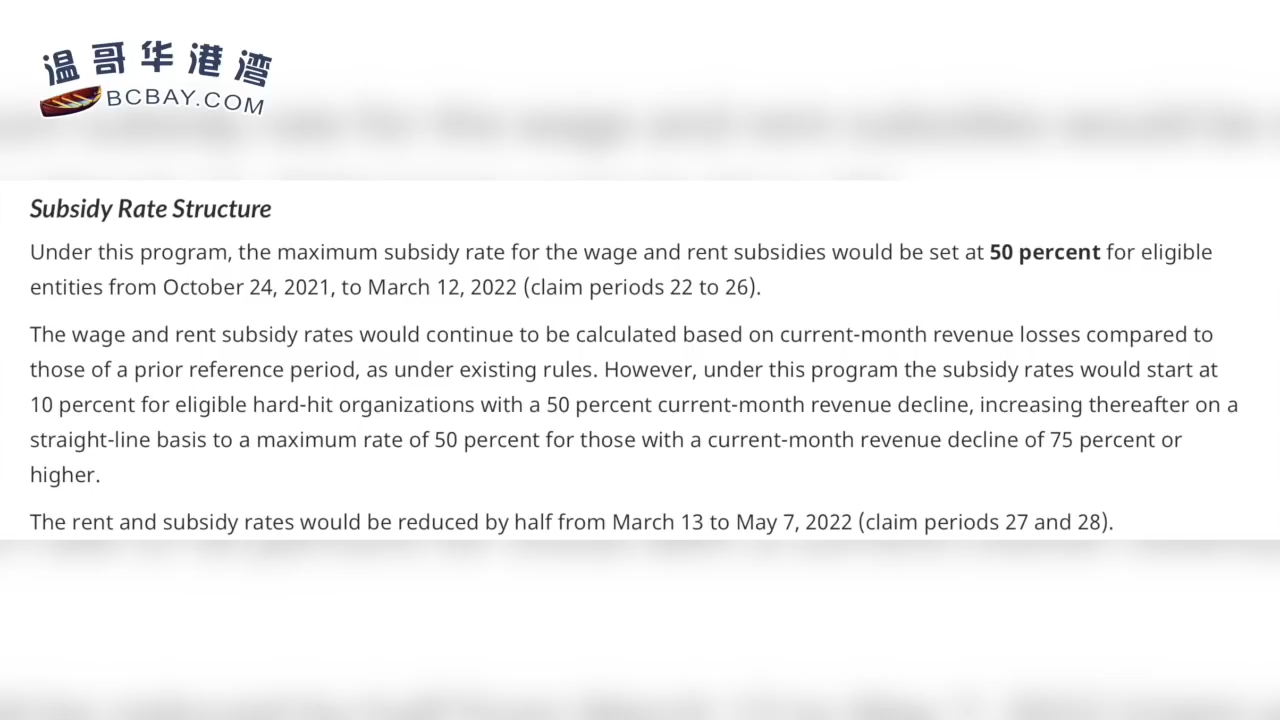 温哥华港湾
BCBAY.COM
Subsidy Rate Structure
Under this program, the maximum subsidy rate for the wage and rent subsidies would be set at 50 percent for eligible
entities from October 24, 2021, to March 12, 2022 (claim periods 22 to 26).
The wage and rent subsidy rates would continue to be calculated based on current-month revenue losses compared to
those of a prior reference period, as under existing rules. However, under this program the subsidy rates would start at
10 percent for eligible hard-hit organizations with a 50 percent current-month revenue decline, increasing thereafter on a
straight-line basis to a maximum rate of 50 percent for those with a current-month revenue decline of 75 percent or
higher.
The rent and subsidy rates would be reduced by half from March 13 to May 7, 2022 (claim periods 27 and 28).